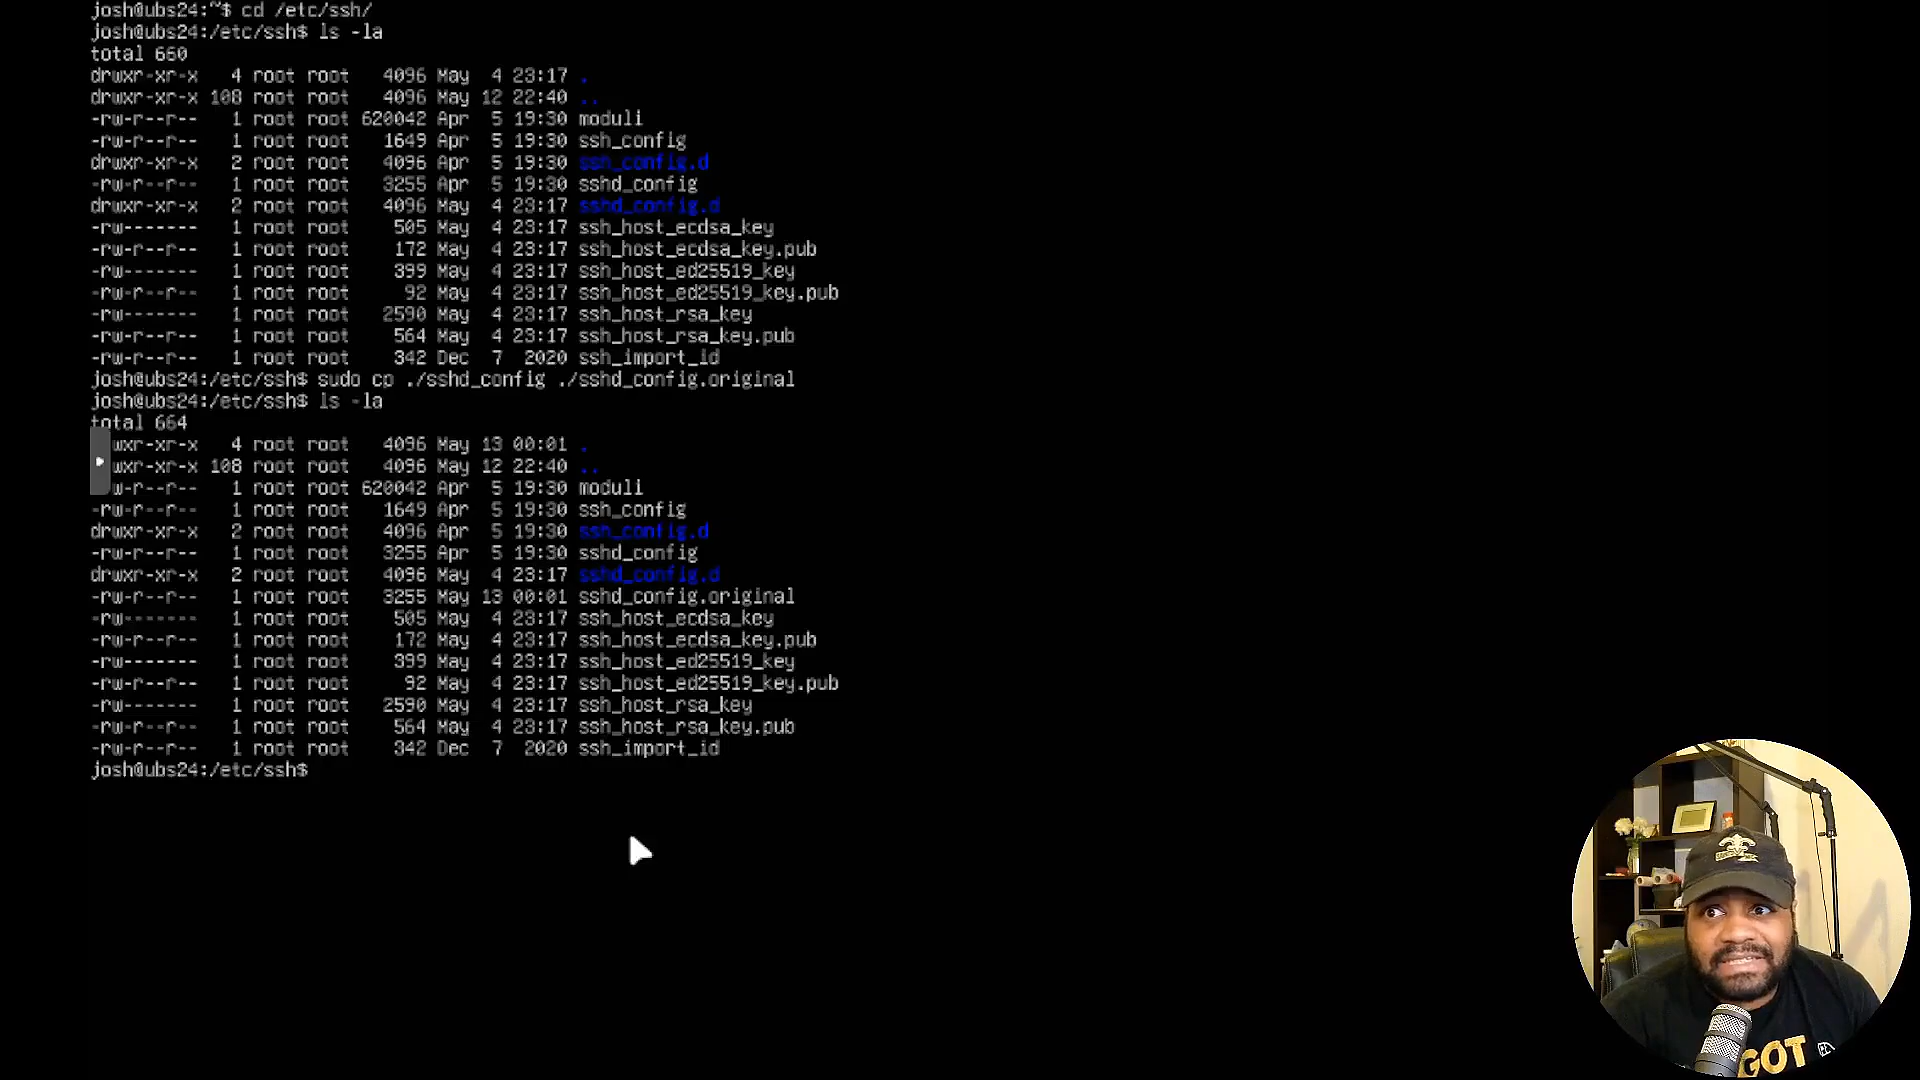 josh@ubs24:~$ cd /etc/ssh/
josh@ubs24:/etc/ssh$ ls -la
total 660
drwxr-xr-x 4 root root 4096 May 4 23:17 .
drwxr-xr-x 108 root root 4096 May 12 22:40 ..
-rw-r--r-- 1 root root 620042 Apr 5 19:30 moduli
-rw-r--r-- 1 root root 1649 Apr 5 19:30 ssh_config
drwxr-xr-x 2 root root 4096 Apr 5 19:30 ssh_config.d
-rw-r--r-- 1 root root 3255 Apr 5 19:30 sshd_config
drwxr-xr-x 2 root root 4096 May 4 23:17 sshd_config.d
-rw------- 1 root root 505 May 4 23:17 ssh_host_ecdsa_key
-rw-r--r-- 1 root root 172 May 4 23:17 ssh_host_ecdsa_key.pub
-rw------- 1 root root 399 May 4 23:17 ssh_host_ed25519_key
-rw-r--r-- 1 root root 92 May 4 23:17 ssh_host_ed25519_key.pub
-rw------- 1 root root 2590 May 4 23:17 ssh_host_rsa_key
-rw-r--r-- 1 root root 564 May 4 23:17 ssh_host_rsa_key.pub
-rw-r--r-- 1 root root 342 Dec 7 2020 ssh_import_id
josh@ubs24:/etc/ssh$ sudo cp ./sshd_config ./sshd_config.original
josh@ubs24:/etc/ssh$ ls -la
total 664
wxr-xr-x 4 root root 4096 May 13 00:01 .
wxr-xr-x 108 root root 4096 May 12 22:40 ..
w-r--r-- 1 root root 620042 Apr 5 19:30 moduli
-rw-r--r-- 1 root root 1649 Apr 5 19:30 ssh_config
drwxr-xr-x 2 root root 4096 Apr 5 19:30 ssh_config.d
-rw-r--r-- 1 root root 3255 Apr 5 19:30 sshd_config
drwxr-xr-x 2 root root 4096 May 4 23:17 sshd_config.d
-rw-r--r-- 1 root root 3255 May 13 00:01 sshd_config.original
-rw------- 1 root root 505 May 4 23:17 ssh_host_ecdsa_key
-rw-r--r-- 1 root root 172 May 4 23:17 ssh_host_ecdsa_key.pub
-rw------- 1 root root 399 May 4 23:17 ssh_host_ed25519_key
-rw-r--r-- 1 root root 92 May 4 23:17 ssh_host_ed25519_key.pub
-rw------- 1 root root 2590 May 4 23:17 ssh_host_rsa_key
-rw-r--r-- 1 root root 564 May 4 23:17 ssh_host_rsa_key.pub
-rw-r--r-- 1 root root 342 Dec 7 2020 ssh_import_id
josh@ubs24:/etc/ssh$
GOT